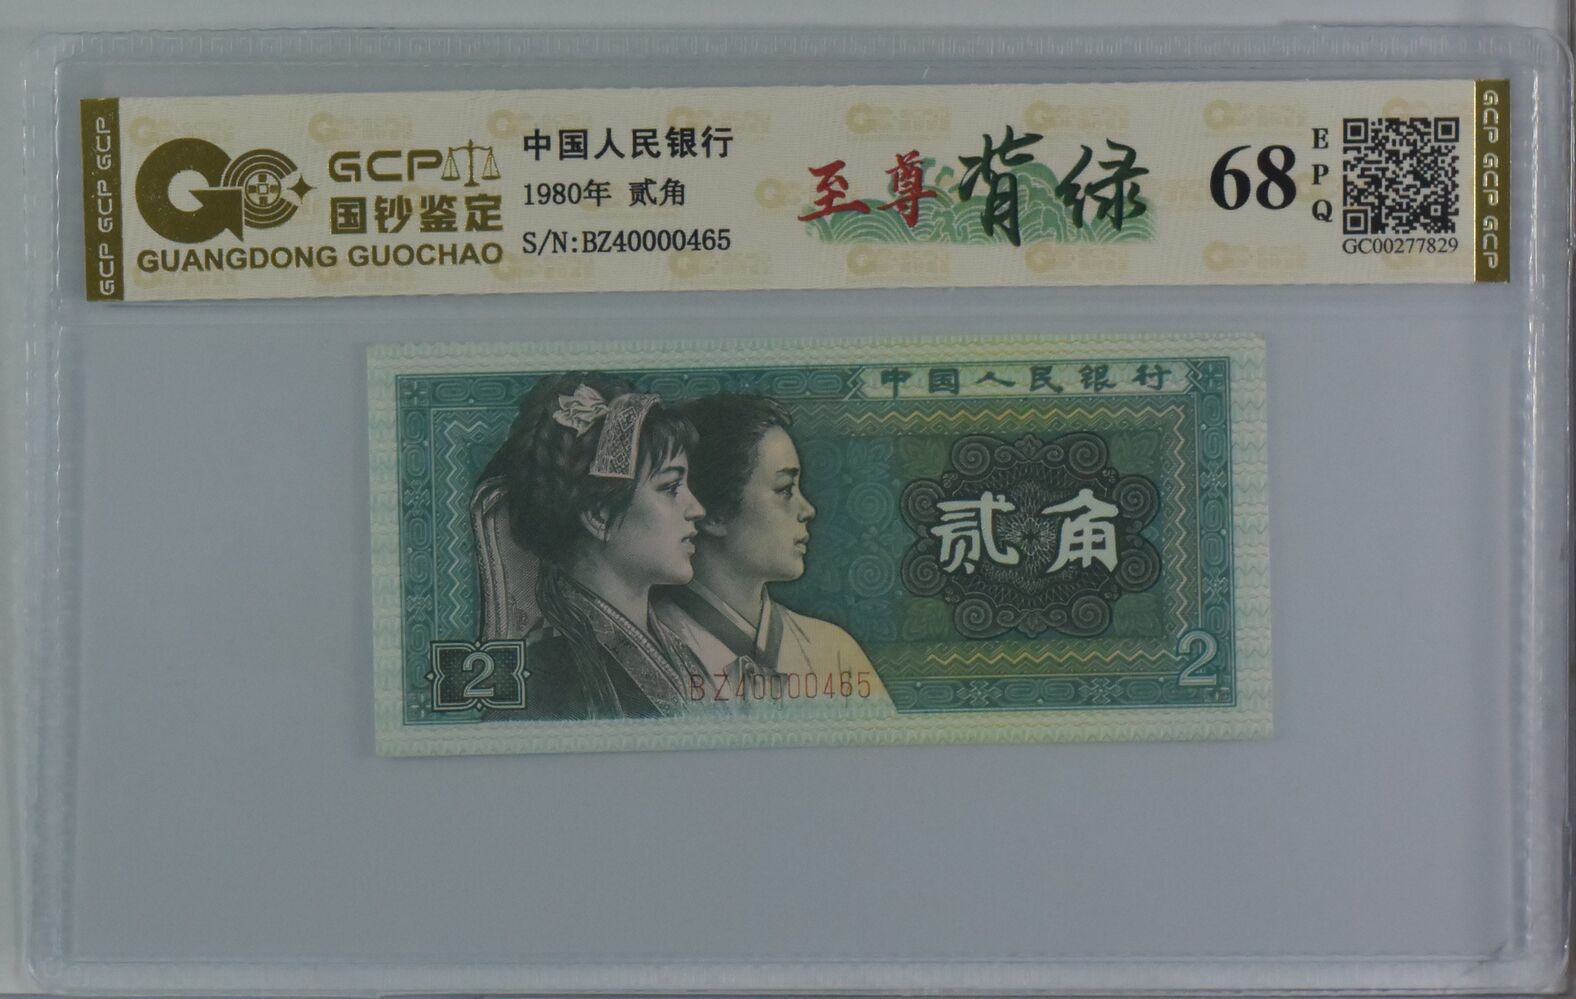 GCP GCP GCP
GCP
国钞鉴定
GUANGDONG GUOCHAO
中国人民银行
1980年 贰角
S/N:BZ40000465
至尊背绿
68
EPQ
GC00277829
GCP GCP GCP
中国人民银行
贰角
2
2
BZ40000465